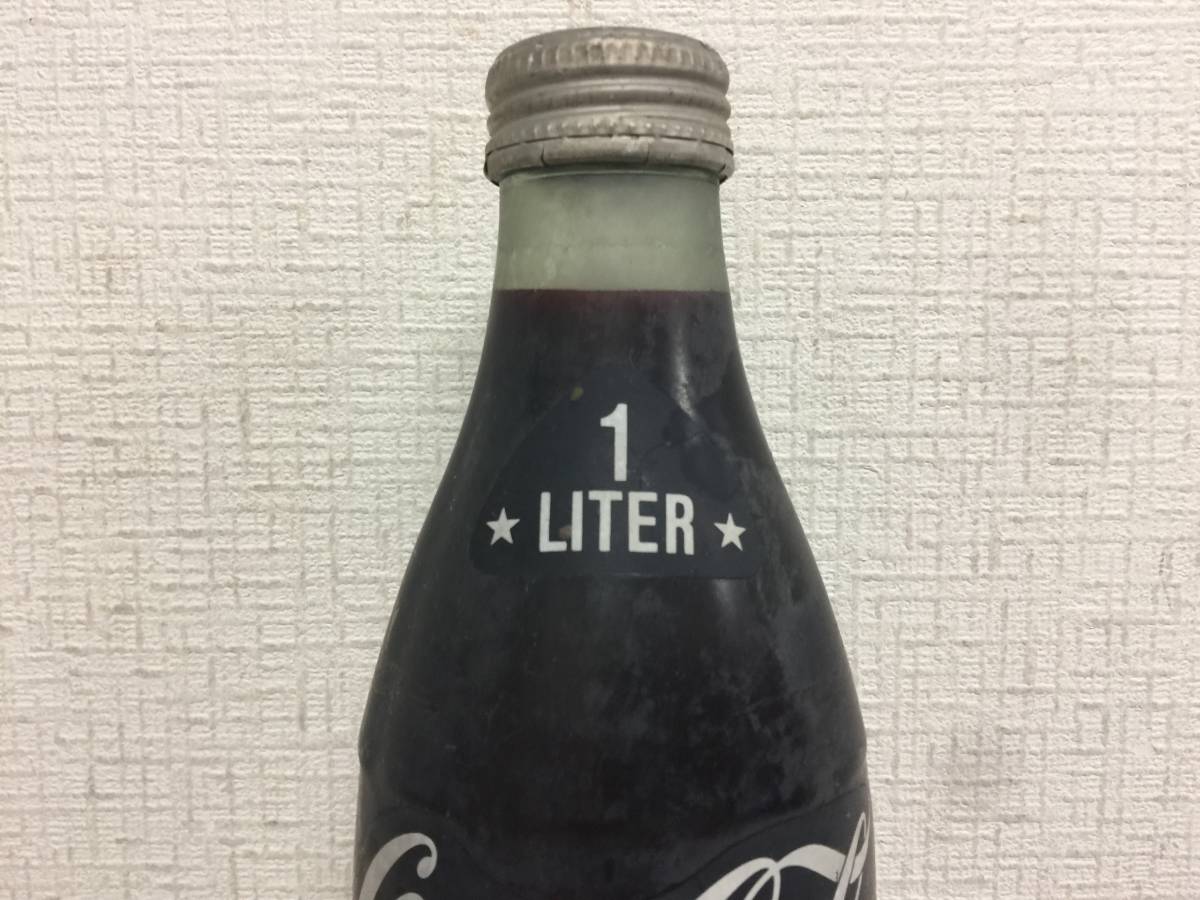 1
★ LITER ★